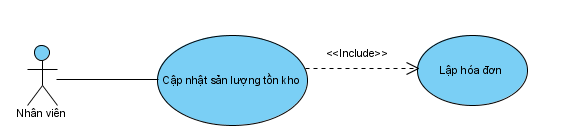 <<Include>>
Cập nhật sản lượng tồn kho
Lập hóa đơn
Nhân viên